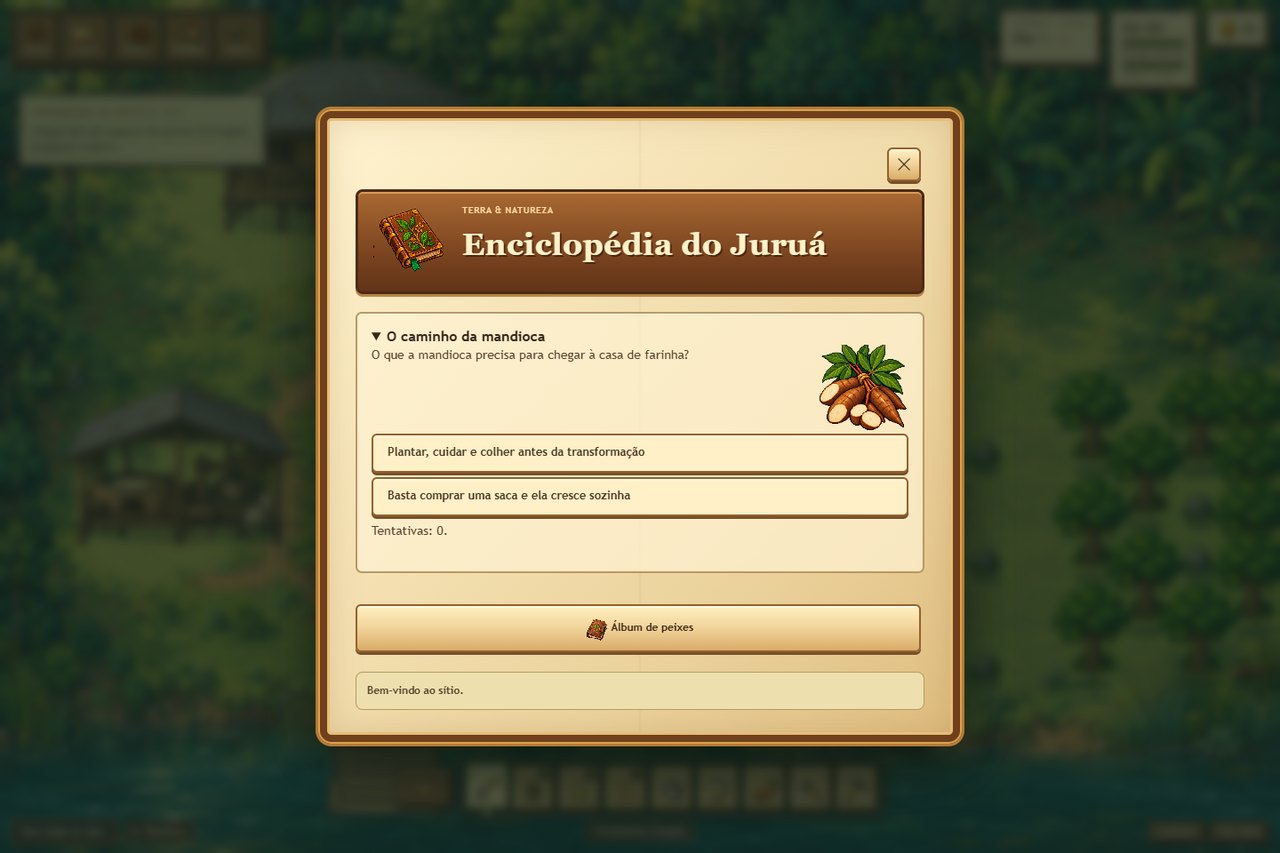 TERRA & NATUREZA
Enciclopédia do Juruá
▼ O caminho da mandioca
O que a mandioca precisa para chegar à casa de farinha?
Plantar, cuidar e colher antes da transformação
Basta comprar uma saca e ela cresce sozinha
Tentativas: 0.
Álbum de peixes
Bem-vindo ao sítio.